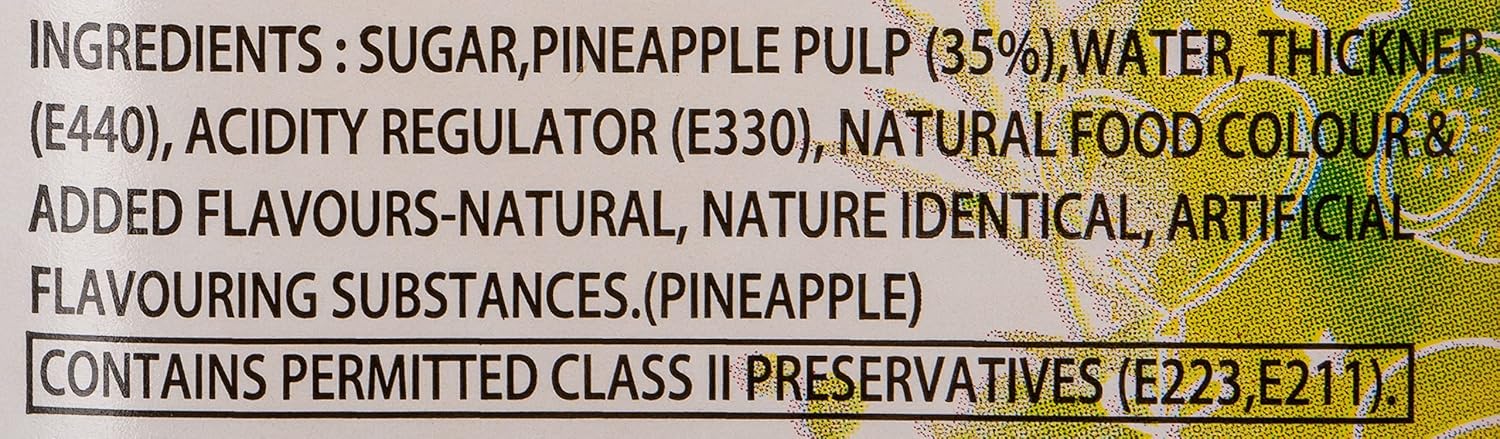 INGREDIENTS : SUGAR,PINEAPPLE PULP (35%),WATER, THICKNER
(E440), ACIDITY REGULATOR (E330), NATURAL FOOD COLOUR &
ADDED FLAVOURS-NATURAL, NATURE IDENTICAL, ARTIFICIAL
FLAVOURING SUBSTANCES.(PINEAPPLE)
CONTAINS PERMITTED CLASS II PRESERVATIVES (E223,E211).